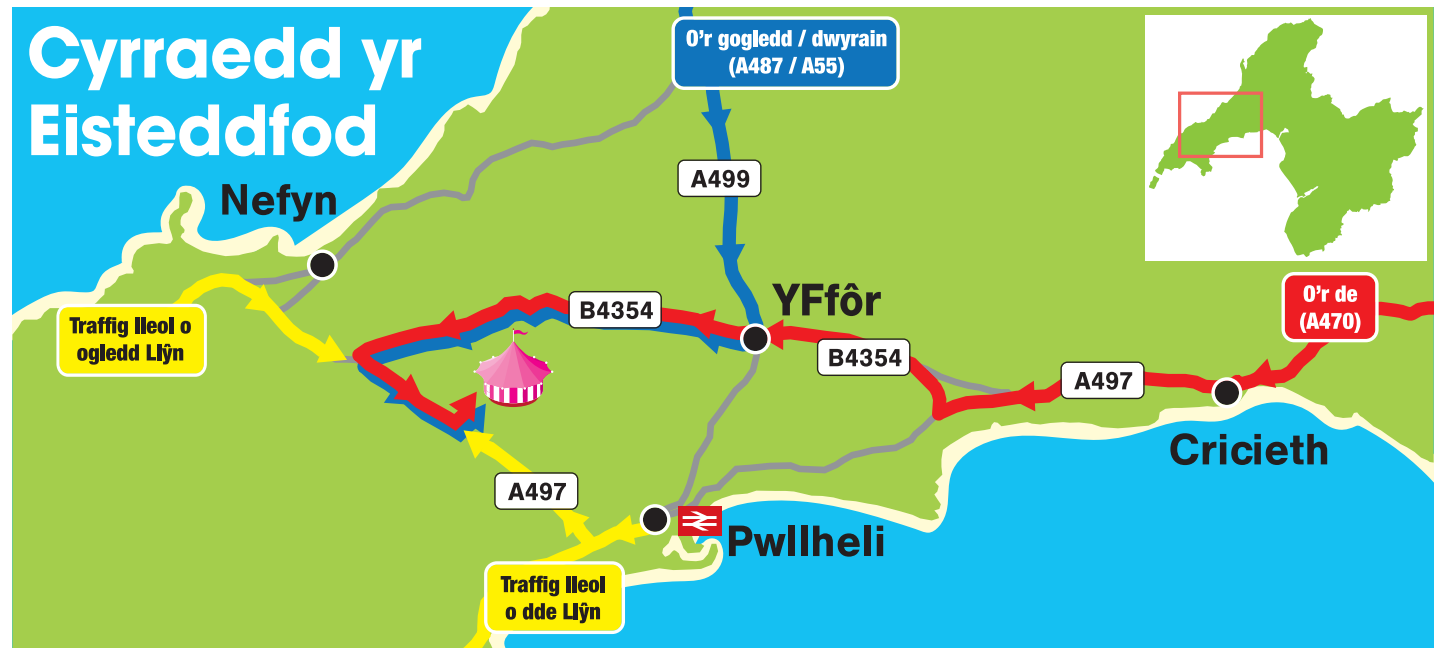 Cyrraedd yr
Eisteddfod
O'r gogledd / dwyrain
(A487 / A55)
A499
Nefyn
Traffig lleol o
ogledd Llŷn
B4354
YFfôr
B4354
O'r de
(A470)
A497
Cricieth
A497
Pwllheli
Traffig lleol
o dde Llŷn